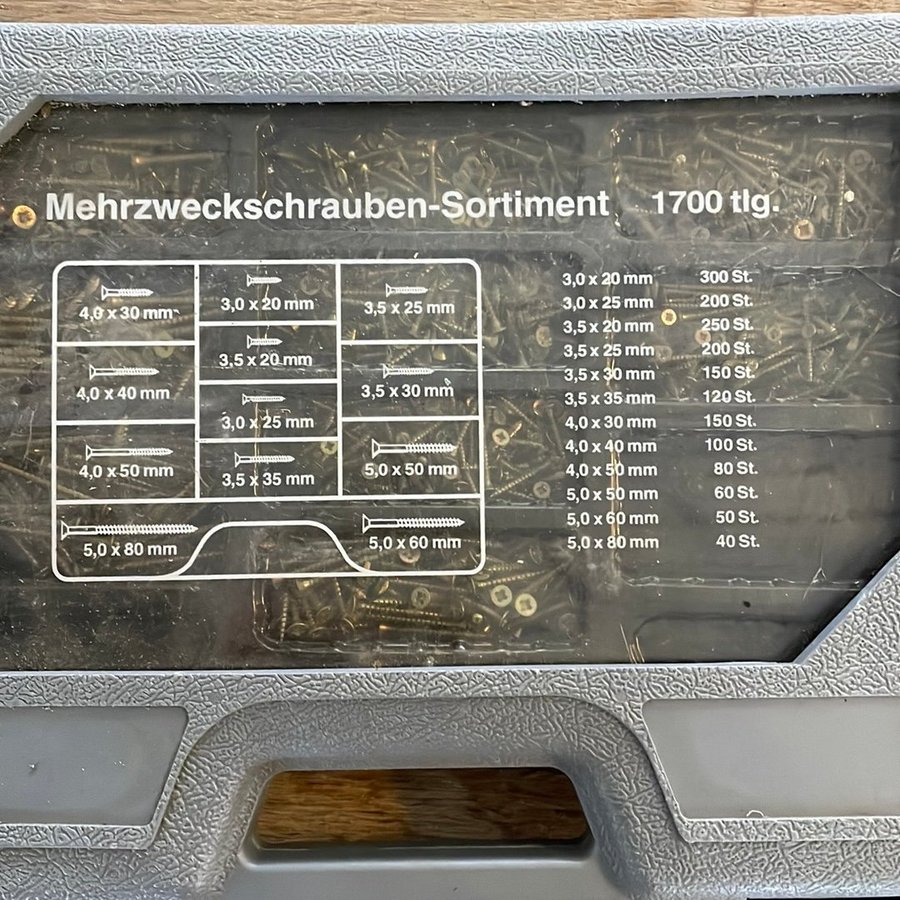 Mehrzweckschrauben-Sortiment 1700 tlg.
4,0 x 30 mm
3,0 x 20 mm
3,5 x 25 mm
3,5 x 20 mm
4,0 x 40 mm
3,5 x 30 mm
3,0 x 25 mm
4,0 x 50 mm
3,5 x 35 mm
5,0 x 50 mm
5,0 x 80 mm
5,0 x 60 mm
3,0 x 20 mm 300 St.
3,0 x 25 mm 200 St.
3,5 x 20 mm 250 St.
3,5 x 25 mm 200 St.
3,5 x 30 mm 150 St.
3,5 x 35 mm 120 St.
4,0 x 30 mm 150 St.
4,0 x 40 mm 100 St.
4,0 x 50 mm 80 St.
5,0 x 50 mm 60 St.
5,0 x 60 mm 50 St.
5,0 x 80 mm 40 St.